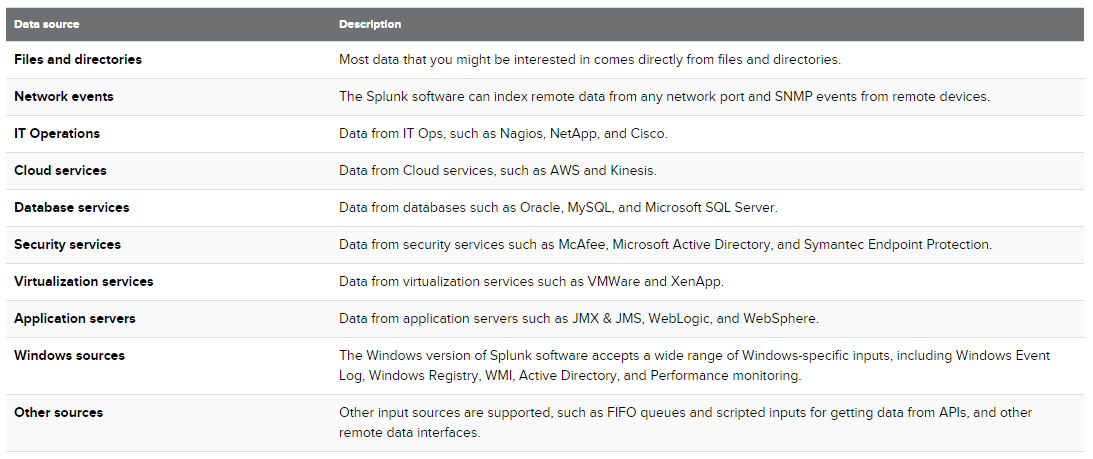 Data source Description
Files and directories Most data that you might be interested in comes directly from files and directories.
Network events The Splunk software can index remote data from any network port and SNMP events from remote devices.
IT Operations Data from IT Ops, such as Nagios, NetApp, and Cisco.
Cloud services Data from Cloud services, such as AWS and Kinesis.
Database services Data from databases such as Oracle, MySQL, and Microsoft SQL Server.
Security services Data from security services such as McAfee, Microsoft Active Directory, and Symantec Endpoint Protection.
Virtualization services Data from virtualization services such as VMWare and XenApp.
Application servers Data from application servers such as JMX & JMS, WebLogic, and WebSphere.
Windows sources The Windows version of Splunk software accepts a wide range of Windows-specific inputs, including Windows Event
Log, Windows Registry, WMI, Active Directory, and Performance monitoring.
Other sources Other input sources are supported, such as FIFO queues and scripted inputs for getting data from APIs, and other
remote data interfaces.